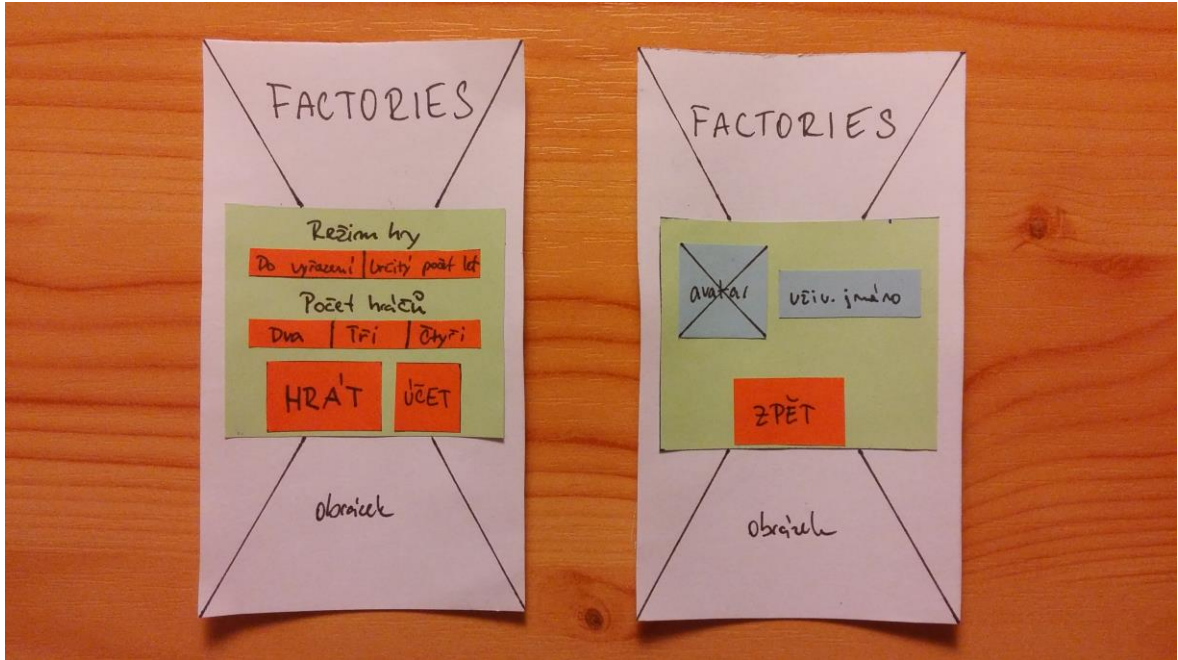 FACTORIES
Režim hry
Do vyřazení | Určitý počet let
Počet hráčů
Dva | Tři | Čtyři
HRÁT ÚČET
obrázek
FACTORIES
avatar uživ. jméno
ZPĚT
obrázek